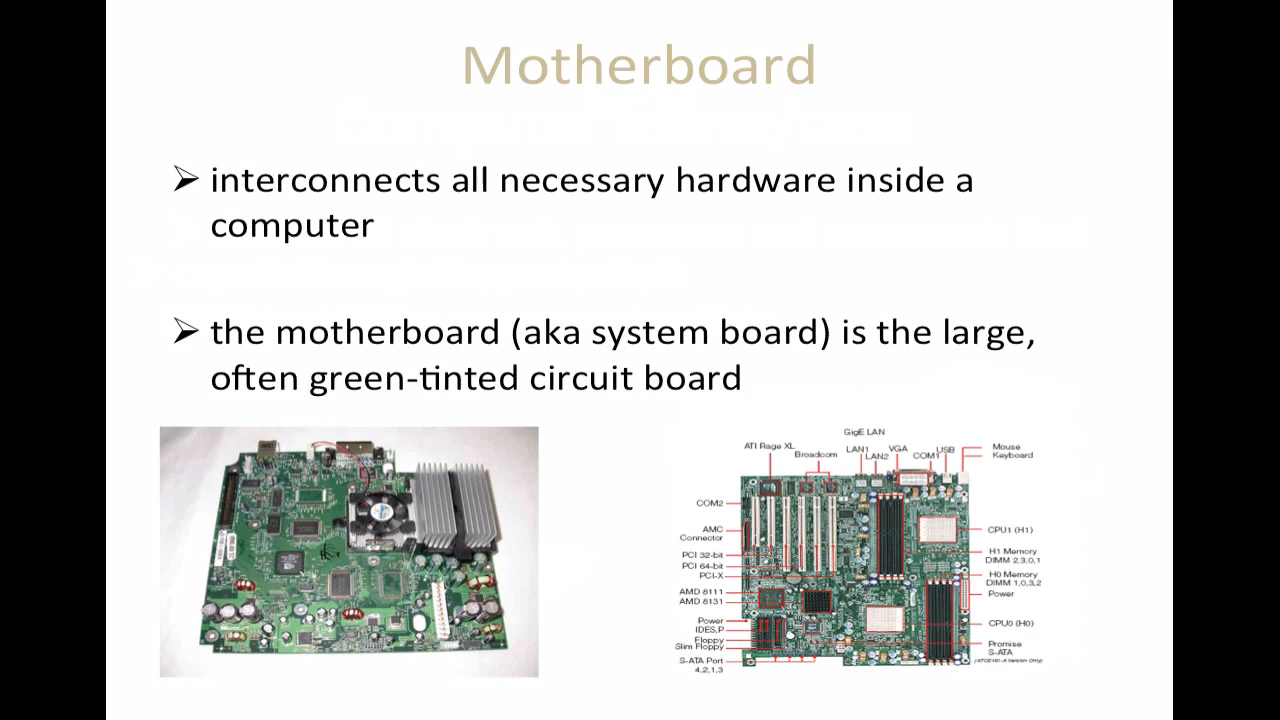 Motherboard
➢ interconnects all necessary hardware inside a
computer
➢ the motherboard (aka system board) is the large,
often green-tinted circuit board
GigE LAN
ATI Rage XL
Broadcom
LAN1
LAN2
VGA
COM1
USB
Mouse
Keyboard
COM2
AMC
Connector
PCI 32-bit
PCI 64-bit
PCI-X
AMD 8111
AMD 8131
Power
IDES,P
Floppy
Slim Floppy
S-ATA Port
4,2,1,3
CPU1 (H1)
H1 Memory
DIMM 2,3,0,1
H0 Memory
DIMM 1,0,3,2
Power
CPU0 (H0)
Promise
S-ATA